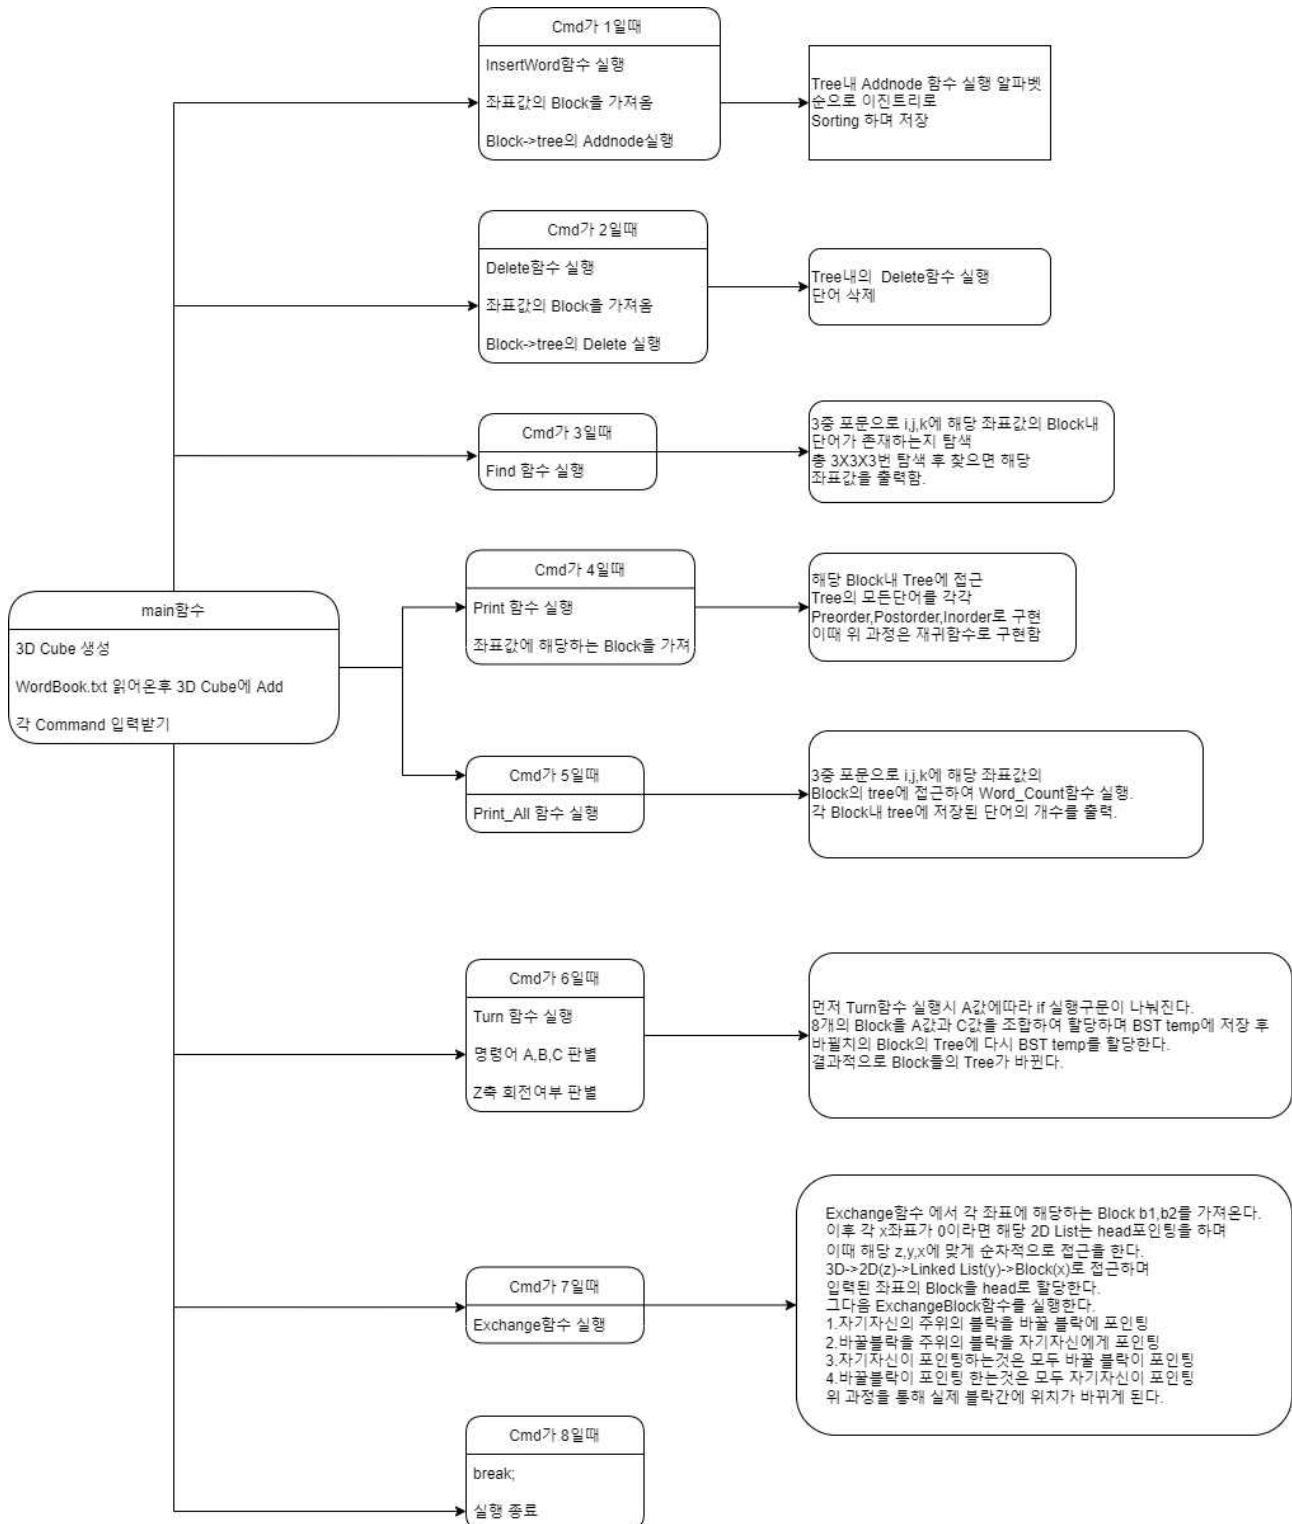 Cmd가 1일때
InsertWord함수 실행
좌표값의 Block을 가져옴
Block->tree의 Addnode실행
Tree내 Addnode 함수 실행 알파벳
순으로 이진트리로
Sorting 하며 저장
Cmd가 2일때
Delete함수 실행
좌표값의 Block을 가져옴
Block->tree의 Delete 실행
Tree내의 Delete함수 실행
단어 삭제
Cmd가 3일때
Find 함수 실행
3중 포문으로 i,j,k에 해당 좌표값의 Block내
단어가 존재하는지 탐색
총 3X3X3번 탐색 후 찾으면 해당
좌표값을 출력함.
main함수
3D Cube 생성
WordBook.txt 읽어온후 3D Cube에 Add
각 Command 입력받기
Cmd가 4일때
Print 함수 실행
좌표값에 해당하는 Block을 가져
해당 Block내 Tree에 접근
Tree의 모든단어를 각각
Preorder,Postorder,Inorder로 구현
이때 위 과정은 재귀함수로 구현함
Cmd가 5일때
Print_All 함수 실행
3중 포문으로 i,j,k에 해당 좌표값의
Block의 tree에 접근하여 Word_Count함수 실행.
각 Block내 tree에 저장된 단어의 개수를 출력.
Cmd가 6일때
Turn 함수 실행
명령어 A,B,C 판별
Z축 회전여부 판별
먼저 Turn함수 실행시 A값에따라 if 실행구문이 나눠진다.
8개의 Block을 A값과 C값을 조합하여 할당하며 BST temp에 저장 후
바뀔치의 Block의 Tree에 다시 BST temp를 할당한다.
결과적으로 Block들의 Tree가 바뀐다.
Cmd가 7일때
Exchange함수 실행
Exchange함수 에서 각 좌표에 해당하는 Block b1,b2를 가져온다.
이후 각 x좌표가 0이라면 해당 2D List는 head포인팅을 하며
이때 해당 z,y,x에 맞게 순차적으로 접근을 한다.
3D->2D(z)->Linked List(y)->Block(x)로 접근하며
입력된 좌표의 Block을 head로 할당한다.
그다음 ExchangeBlock함수를 실행한다.
1.자기자신의 주위의 블락을 바꿀 블락에 포인팅
2.바꿀블락을 주위의 블락을 자기자신에게 포인팅
3.자기자신이 포인팅하는것은 모두 바꿀 블락이 포인팅
4.바꿀블락이 포인팅 한는것은 모두 자기자신이 포인팅
위 과정을 통해 실제 블락간에 위치가 바뀌게 된다.
Cmd가 8일때
break;
실행 종료